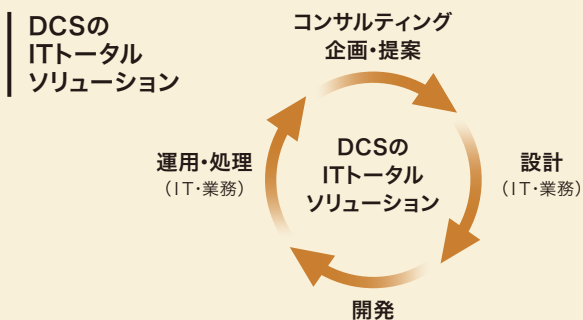 DCSの
ITトータル
ソリューション
コンサルティング
企画・提案
運用・処理
（IT・業務）
DCSの
ITトータル
ソリューション
設計
（IT・業務）
開発